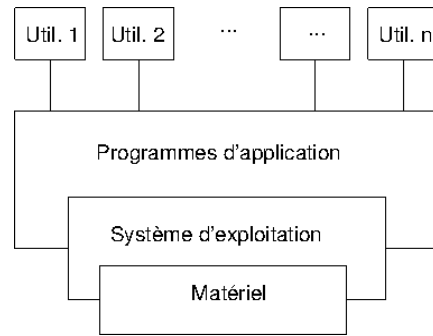 Util. 1 Util. 2 ... ... Util. n
Programmes d'application
Système d'exploitation
Matériel